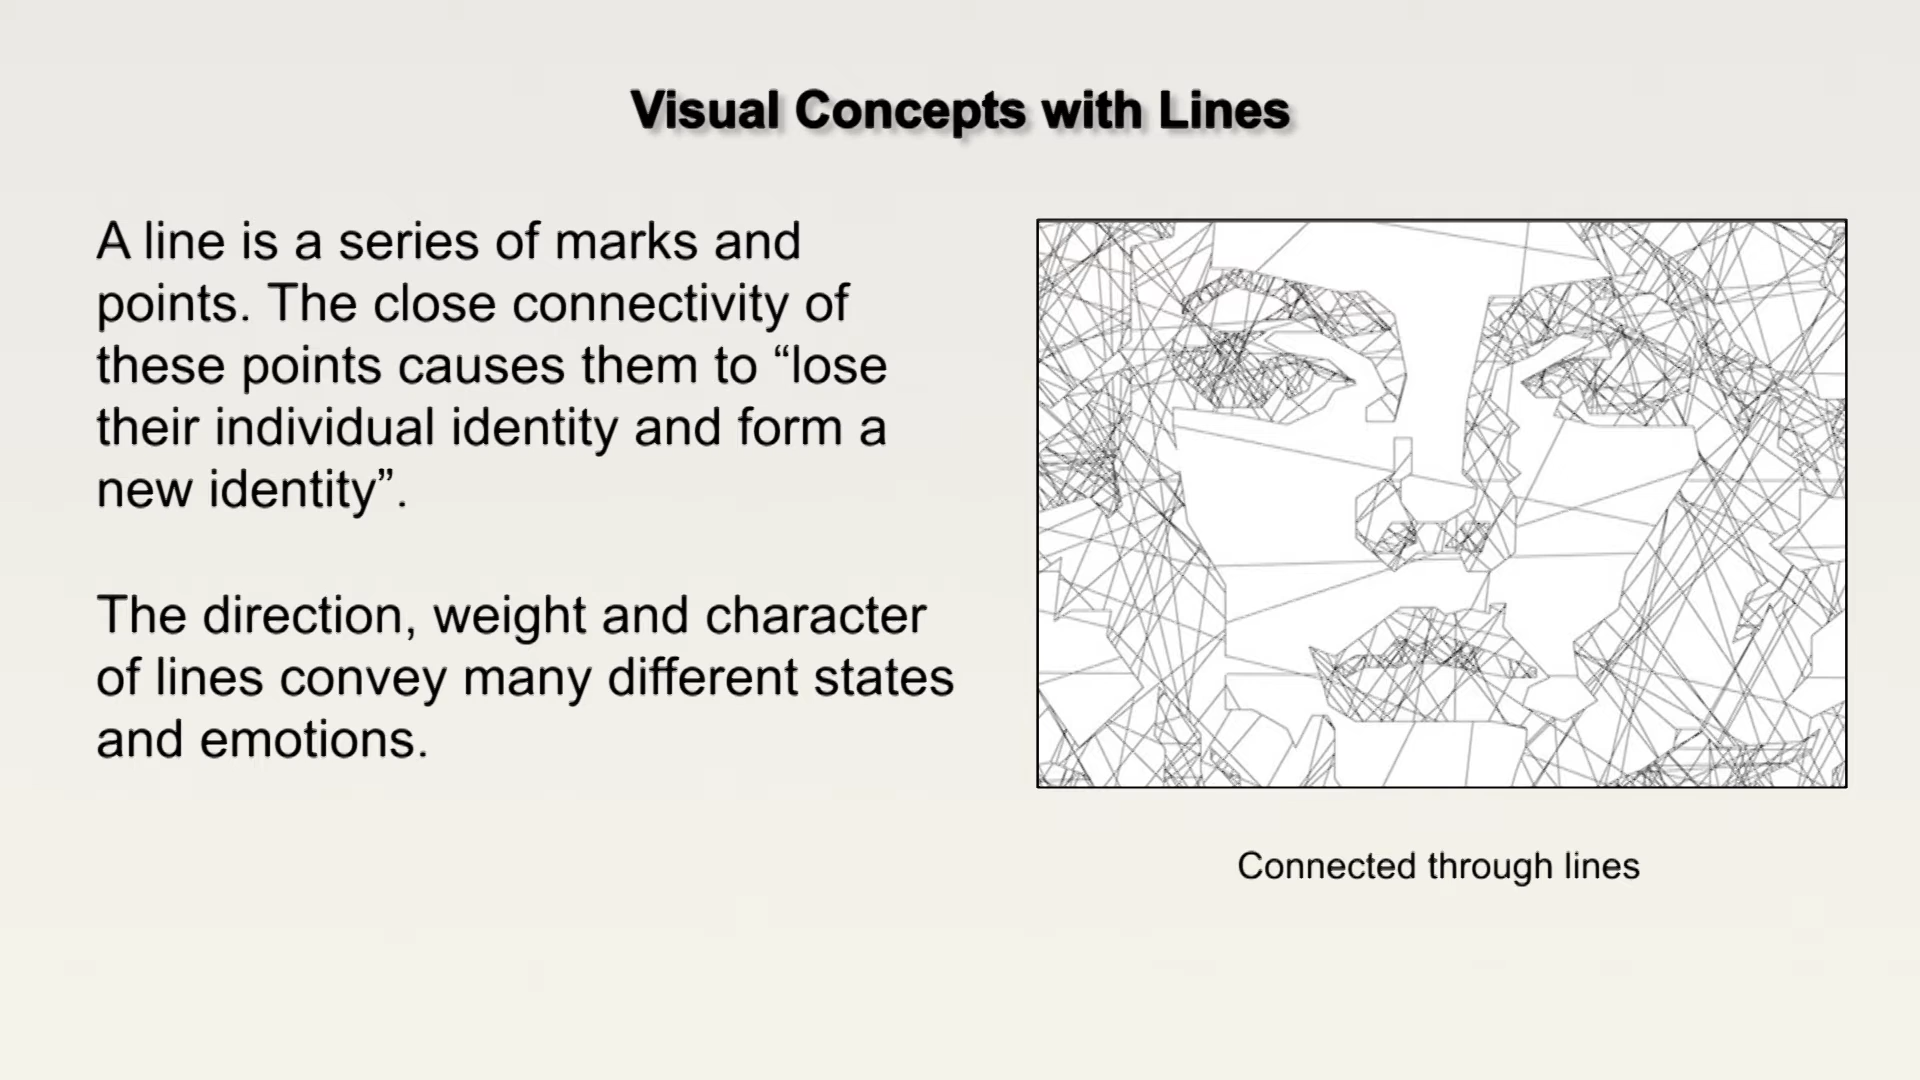 Visual Concepts with Lines
A line is a series of marks and
points. The close connectivity of
these points causes them to “lose
their individual identity and form a
new identity”.
The direction, weight and character
of lines convey many different states
and emotions.
Connected through lines